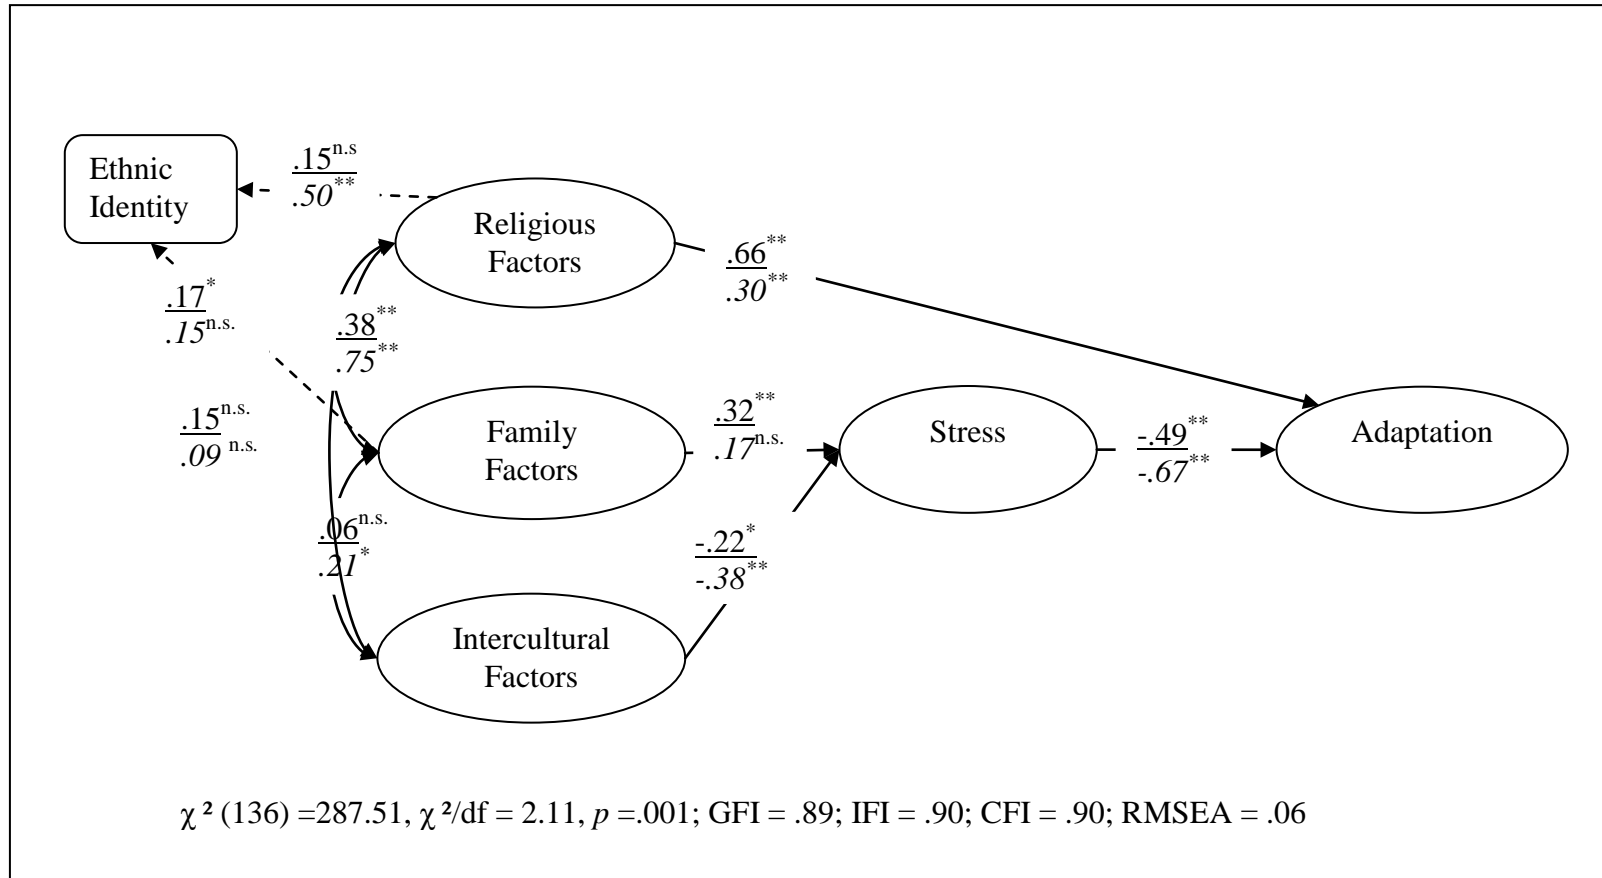 Ethnic
Identity
.15n.s
.50**
Religious
Factors
.66**
.30**
.17*
.15n.s.
.38**
.75**
.15n.s.
.09 n.s.
Family
Factors
.32**
.17n.s.
Stress
-.49**
-.67**
Adaptation
.06n.s.
.21*
-.22*
-.38**
Intercultural
Factors
χ ² (136) =287.51, χ ²/df = 2.11, p =.001; GFI = .89; IFI = .90; CFI = .90; RMSEA = .06